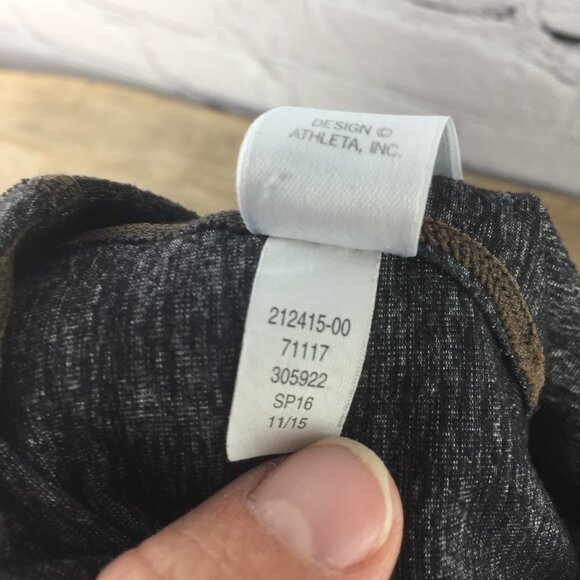 DESIGN ©
ATHLETA, INC.
212415-00
71117
305922
SP16
11/15